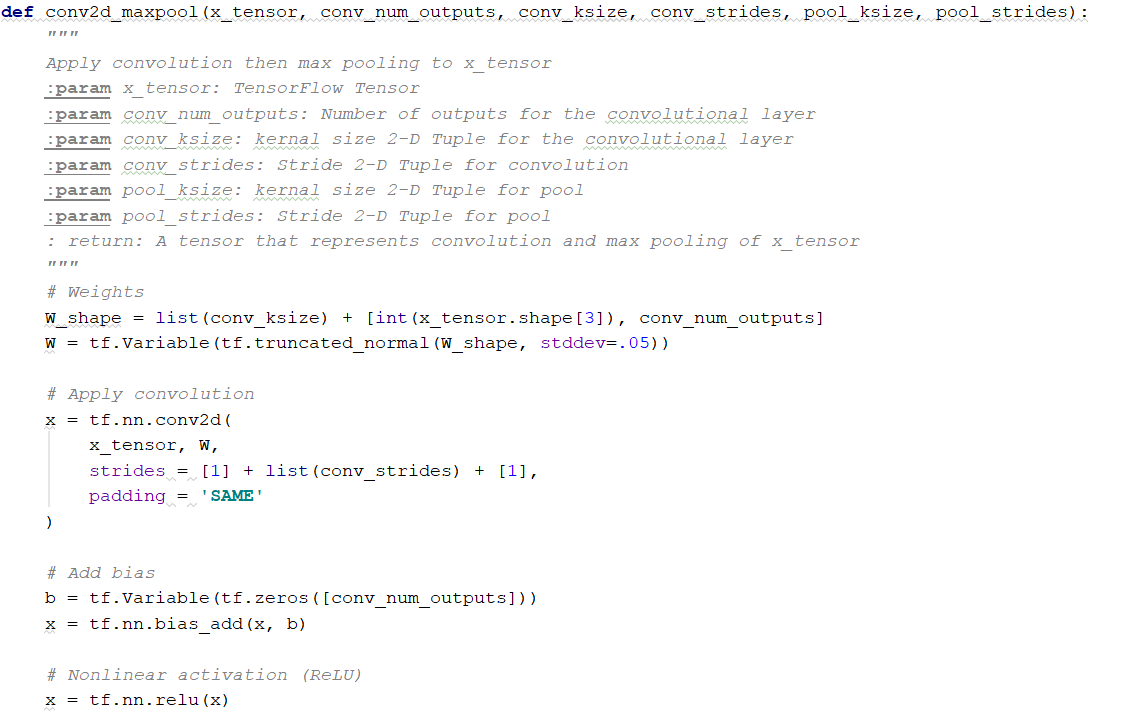 def conv2d_maxpool(x_tensor, conv_num_outputs, conv_ksize, conv_strides, pool_ksize, pool_strides):
    """
    Apply convolution then max pooling to x_tensor
    :param x_tensor: TensorFlow Tensor
    :param conv_num_outputs: Number of outputs for the convolutional layer
    :param conv_ksize: kernal size 2-D Tuple for the convolutional layer
    :param conv_strides: Stride 2-D Tuple for convolution
    :param pool_ksize: kernal size 2-D Tuple for pool
    :param pool_strides: Stride 2-D Tuple for pool
    : return: A tensor that represents convolution and max pooling of x_tensor
    """
    # Weights
    W_shape = list(conv_ksize) + [int(x_tensor.shape[3]), conv_num_outputs]
    W = tf.Variable(tf.truncated_normal(W_shape, stddev=.05))

    # Apply convolution
    x = tf.nn.conv2d(
        x_tensor, W,
        strides = [1] + list(conv_strides) + [1],
        padding = 'SAME'
    )

    # Add bias
    b = tf.Variable(tf.zeros([conv_num_outputs]))
    x = tf.nn.bias_add(x, b)

    # Nonlinear activation (ReLU)
    x = tf.nn.relu(x)